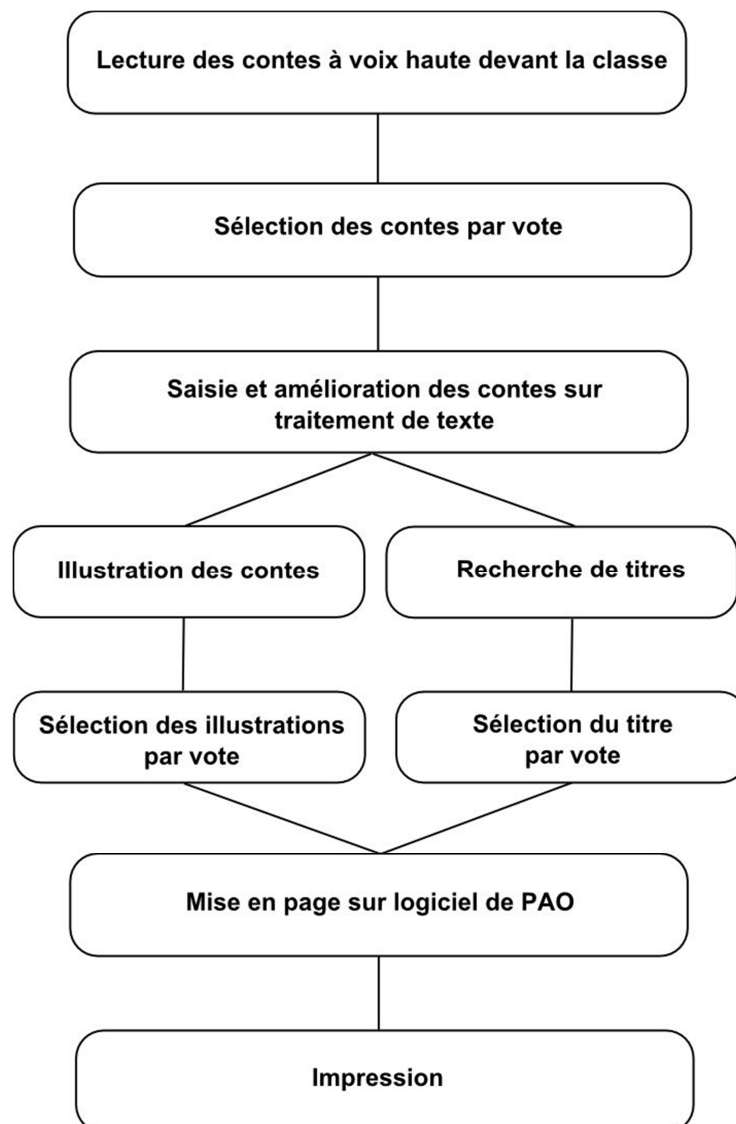 Lecture des contes à voix haute devant la classe
Sélection des contes par vote
Saisie et amélioration des contes sur
traitement de texte
Illustration des contes
Recherche de titres
Sélection des illustrations
par vote
Sélection du titre
par vote
Mise en page sur logiciel de PAO
Impression